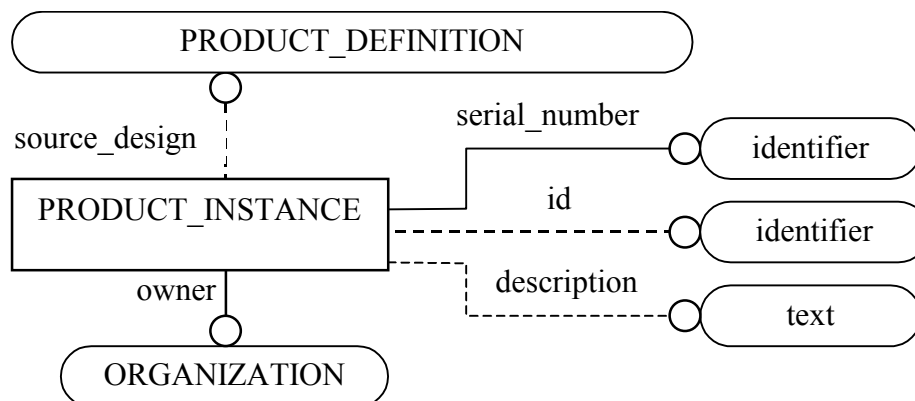 PRODUCT_DEFINITION
serial_number
source_design
identifier
PRODUCT_INSTANCE
id
identifier
owner
description
text
ORGANIZATION